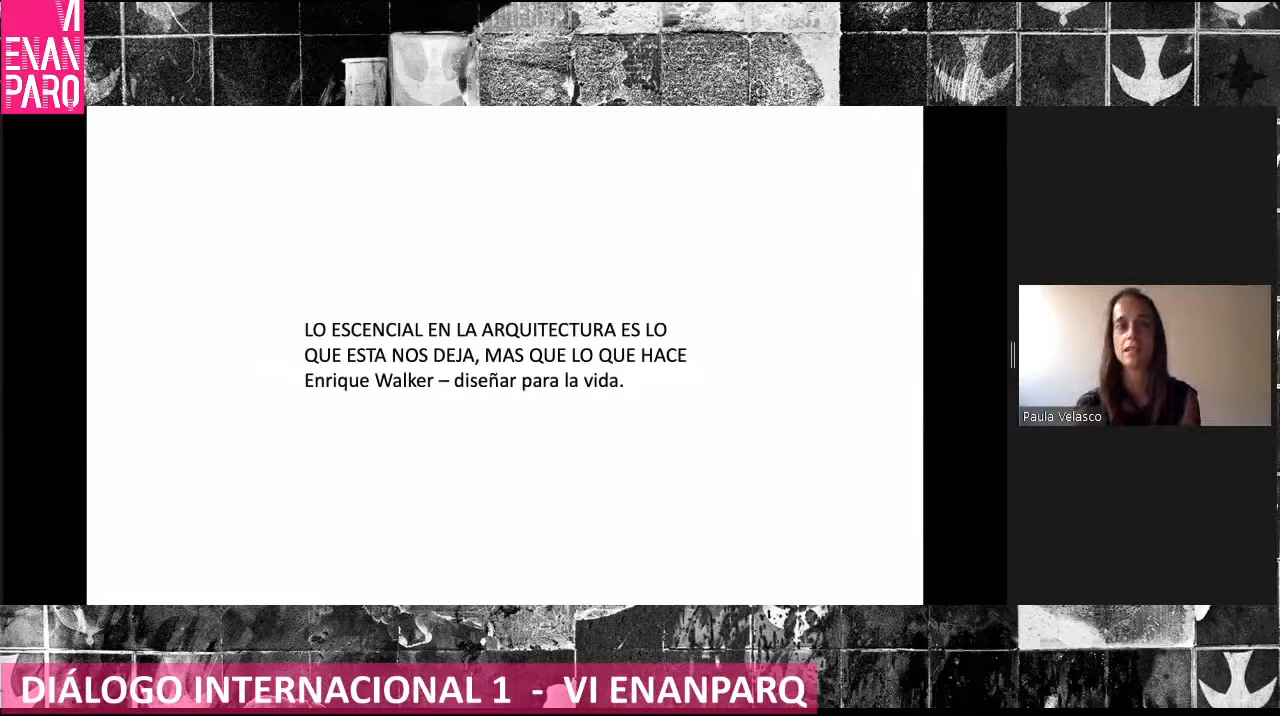 VI
ENAN
PARQ
LO ESCENCIAL EN LA ARQUITECTURA ES LO
QUE ESTA NOS DEJA, MAS QUE LO QUE HACE
Enrique Walker – diseñar para la vida.
Paula Velasco
DIÁLOGO INTERNACIONAL 1 - VI ENANPARQ